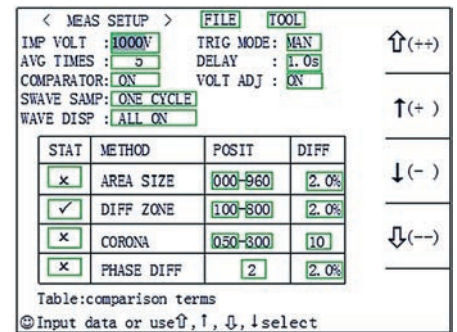 < MEAS SETUP > FILE TOOL
IMP VOLT :1000V TRIG MODE: MAN
AVG TIMES : 5 DELAY : 1.0s
COMPARATOR: ON VOLT ADJ : ON
SWAVE SAMP: ONE CYCLE
WAVE DISP : ALL ON
STAT METHOD POSIT DIFF
x AREA SIZE 000-960 2.0%
✓ DIFF ZONE 100-800 2.0%
x CORONA 050-300 10
x PHASE DIFF 2 2.0%
Table:comparison terms
☺Input data or use⇧,↑,⇩,↓select
⇧(++)
↑(+ )
↓(- )
⇩(--)